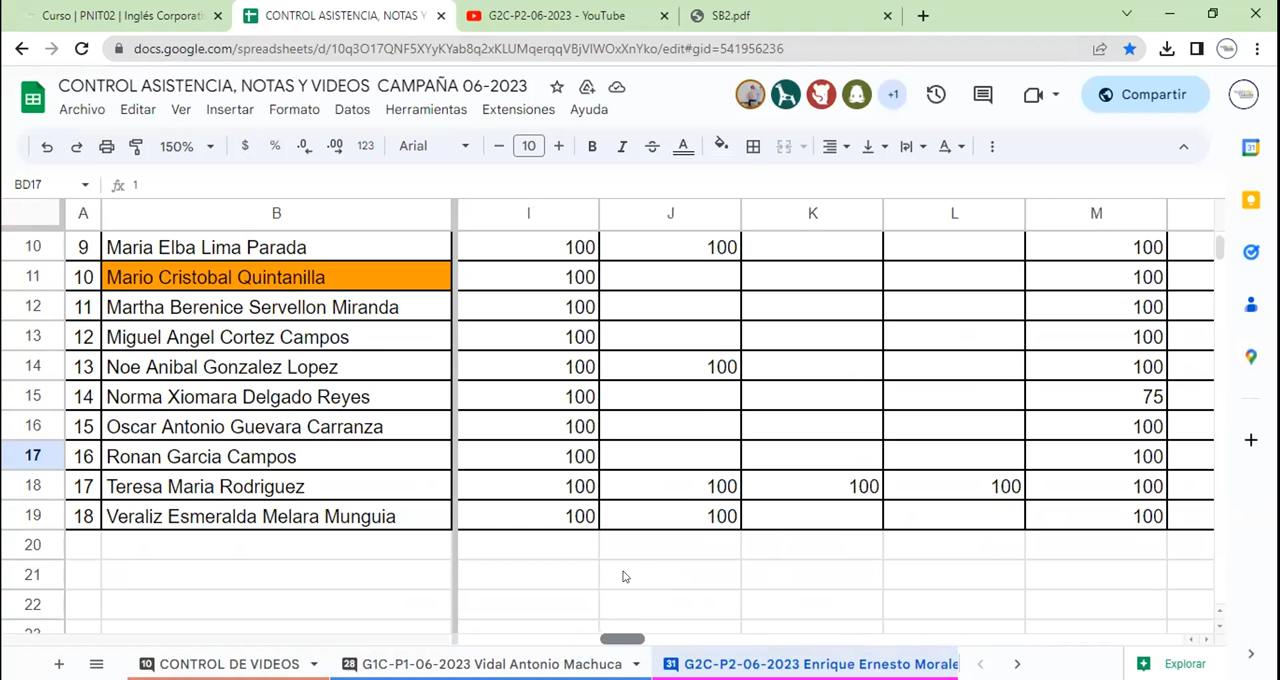 Curso | PNIT02 | Inglés Corporati
CONTROL ASISTENCIA, NOTAS Y
G2C-P2-06-2023 - YouTube
SB2.pdf
docs.google.com/spreadsheets/d/10q3O17QNF5XYyKYab8q2xKLUMqerqqVBjVIWOxXnYko/edit#gid=541956236
CONTROL ASISTENCIA, NOTAS Y VIDEOS CAMPAÑA 06-2023
+1
Compartir
Archivo Editar Ver Insertar Formato Datos Herramientas Extensiones Ayuda
150% $ % .0 .00 123 Arial 10 B I S A
BD17 fx 1
A B I J K L M
10 9 Maria Elba Lima Parada 100 100 100
11 10 Mario Cristobal Quintanilla 100 100
12 11 Martha Berenice Servellon Miranda 100 100
13 12 Miguel Angel Cortez Campos 100 100
14 13 Noe Anibal Gonzalez Lopez 100 100 100
15 14 Norma Xiomara Delgado Reyes 100 75
16 15 Oscar Antonio Guevara Carranza 100 100
17 16 Ronan Garcia Campos 100 100
18 17 Teresa Maria Rodriguez 100 100 100 100 100
19 18 Veraliz Esmeralda Melara Munguia 100 100 100
20
21
22
10 CONTROL DE VIDEOS
28 G1C-P1-06-2023 Vidal Antonio Machuca
31 G2C-P2-06-2023 Enrique Ernesto Morale
Explorar